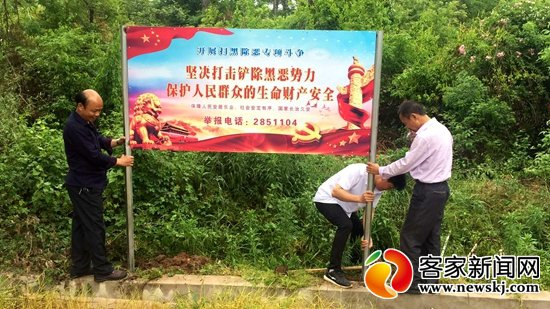 开展扫黑除恶专项斗争
坚决打击铲除黑恶势力
保护人民群众的生命财产安全
保障人民安居乐业、社会安定有序、国家长治久安
举报电话：2851104
客家新闻网
www.newskj.com